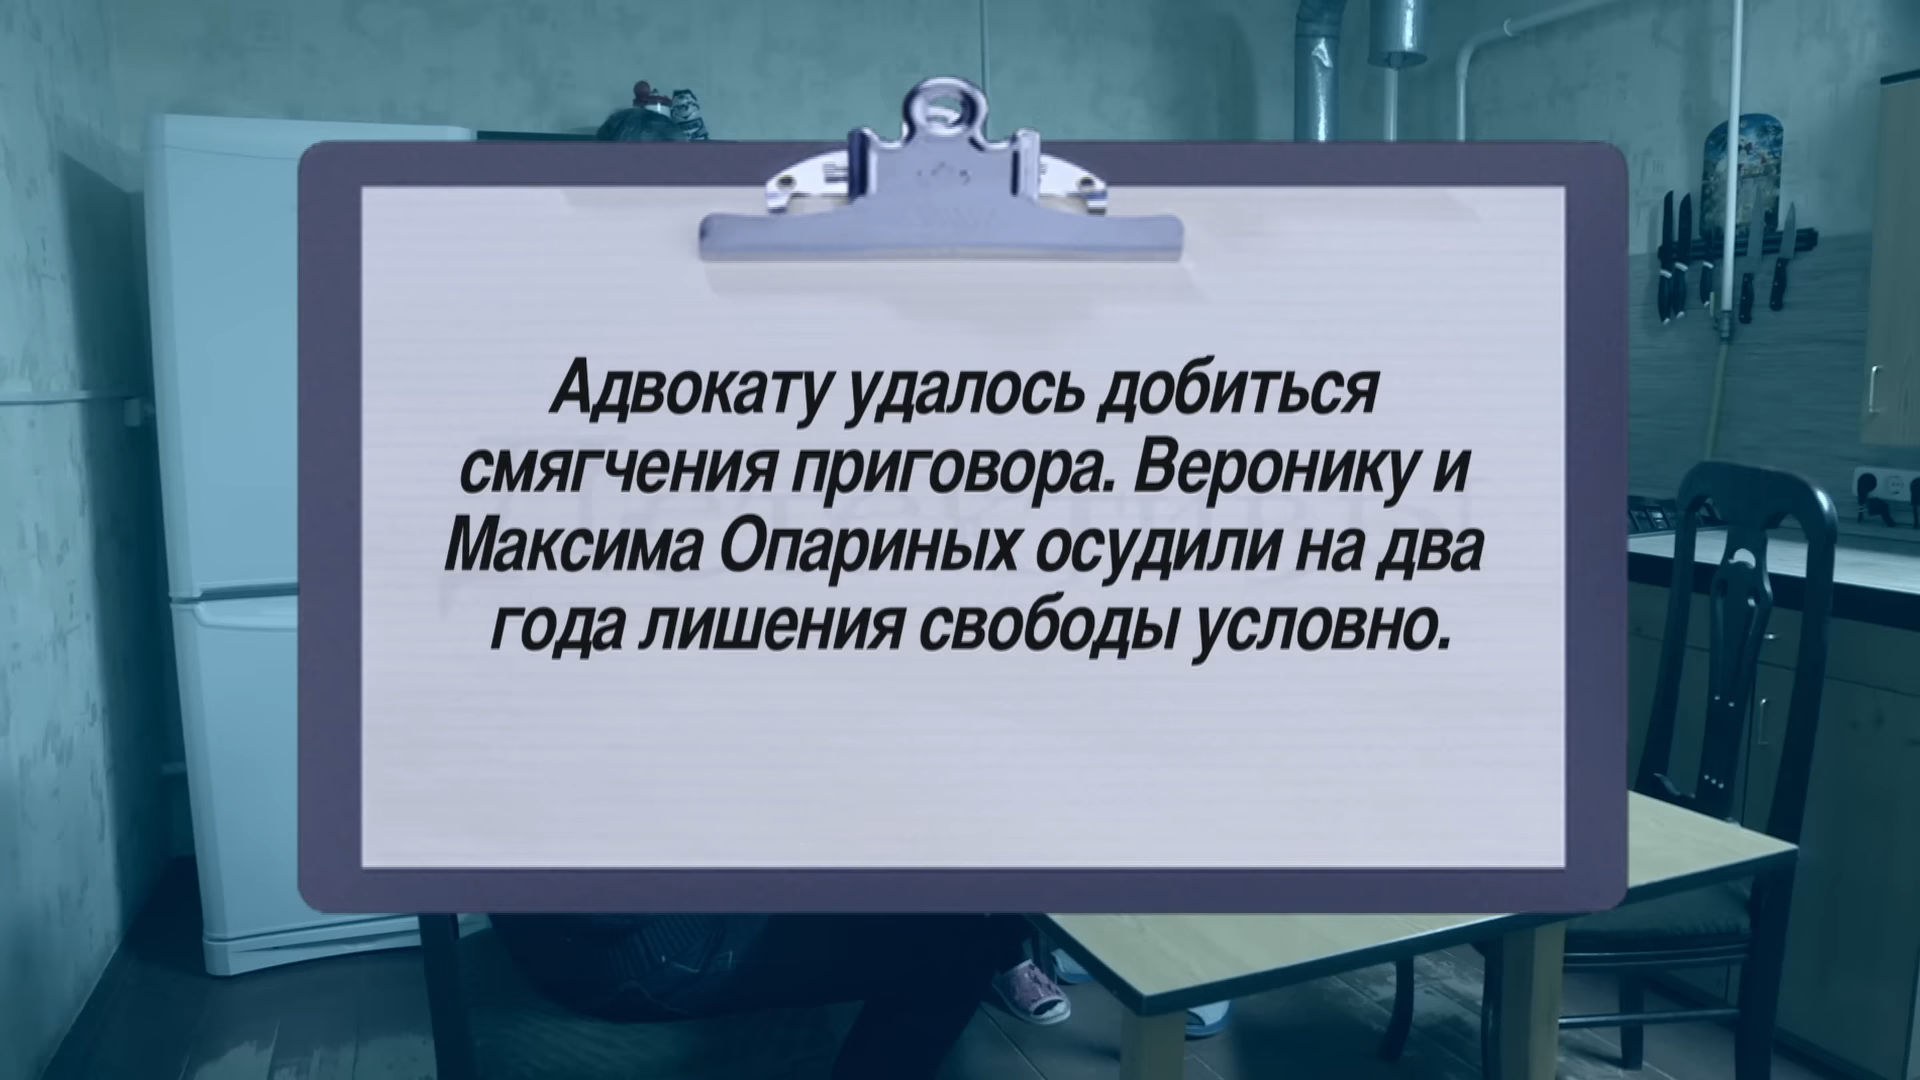 Адвокату удалось добиться
смягчения приговора. Веронику и
Максима Опариных осудили на два
года лишения свободы условно.